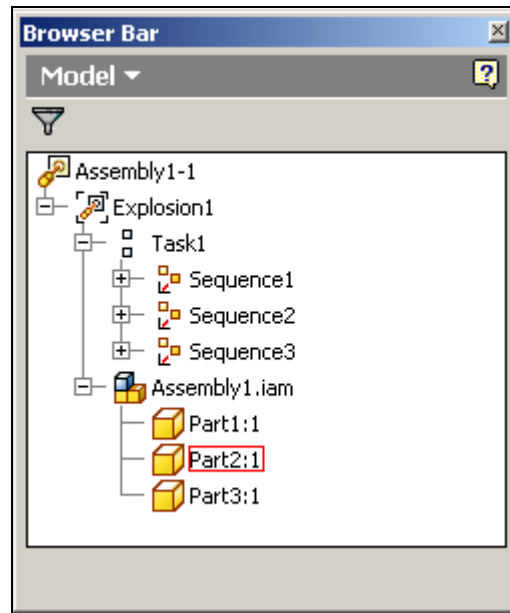 Browser Bar
Model
Assembly1-1
Explosion1
Task1
Sequence1
Sequence2
Sequence3
Assembly1.iam
Part1:1
Part2:1
Part3:1